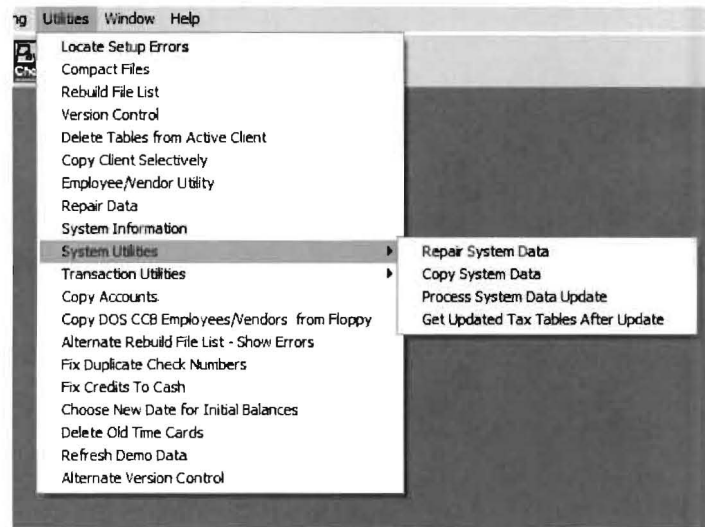 ng Utilities Window Help
Locate Setup Errors
Compact Files
Rebuild File List
Version Control
Delete Tables from Active Client
Copy Client Selectively
Employee/Vendor Utility
Repair Data
System Information
System Utilities
Repair System Data
Copy System Data
Process System Data Update
Get Updated Tax Tables After Update
Transaction Utilities
Copy Accounts
Copy DOS CCB Employees/Vendors from Floppy
Alternate Rebuild File List - Show Errors
Fix Duplicate Check Numbers
Fix Credits To Cash
Choose New Date for Initial Balances
Delete Old Time Cards
Refresh Demo Data
Alternate Version Control